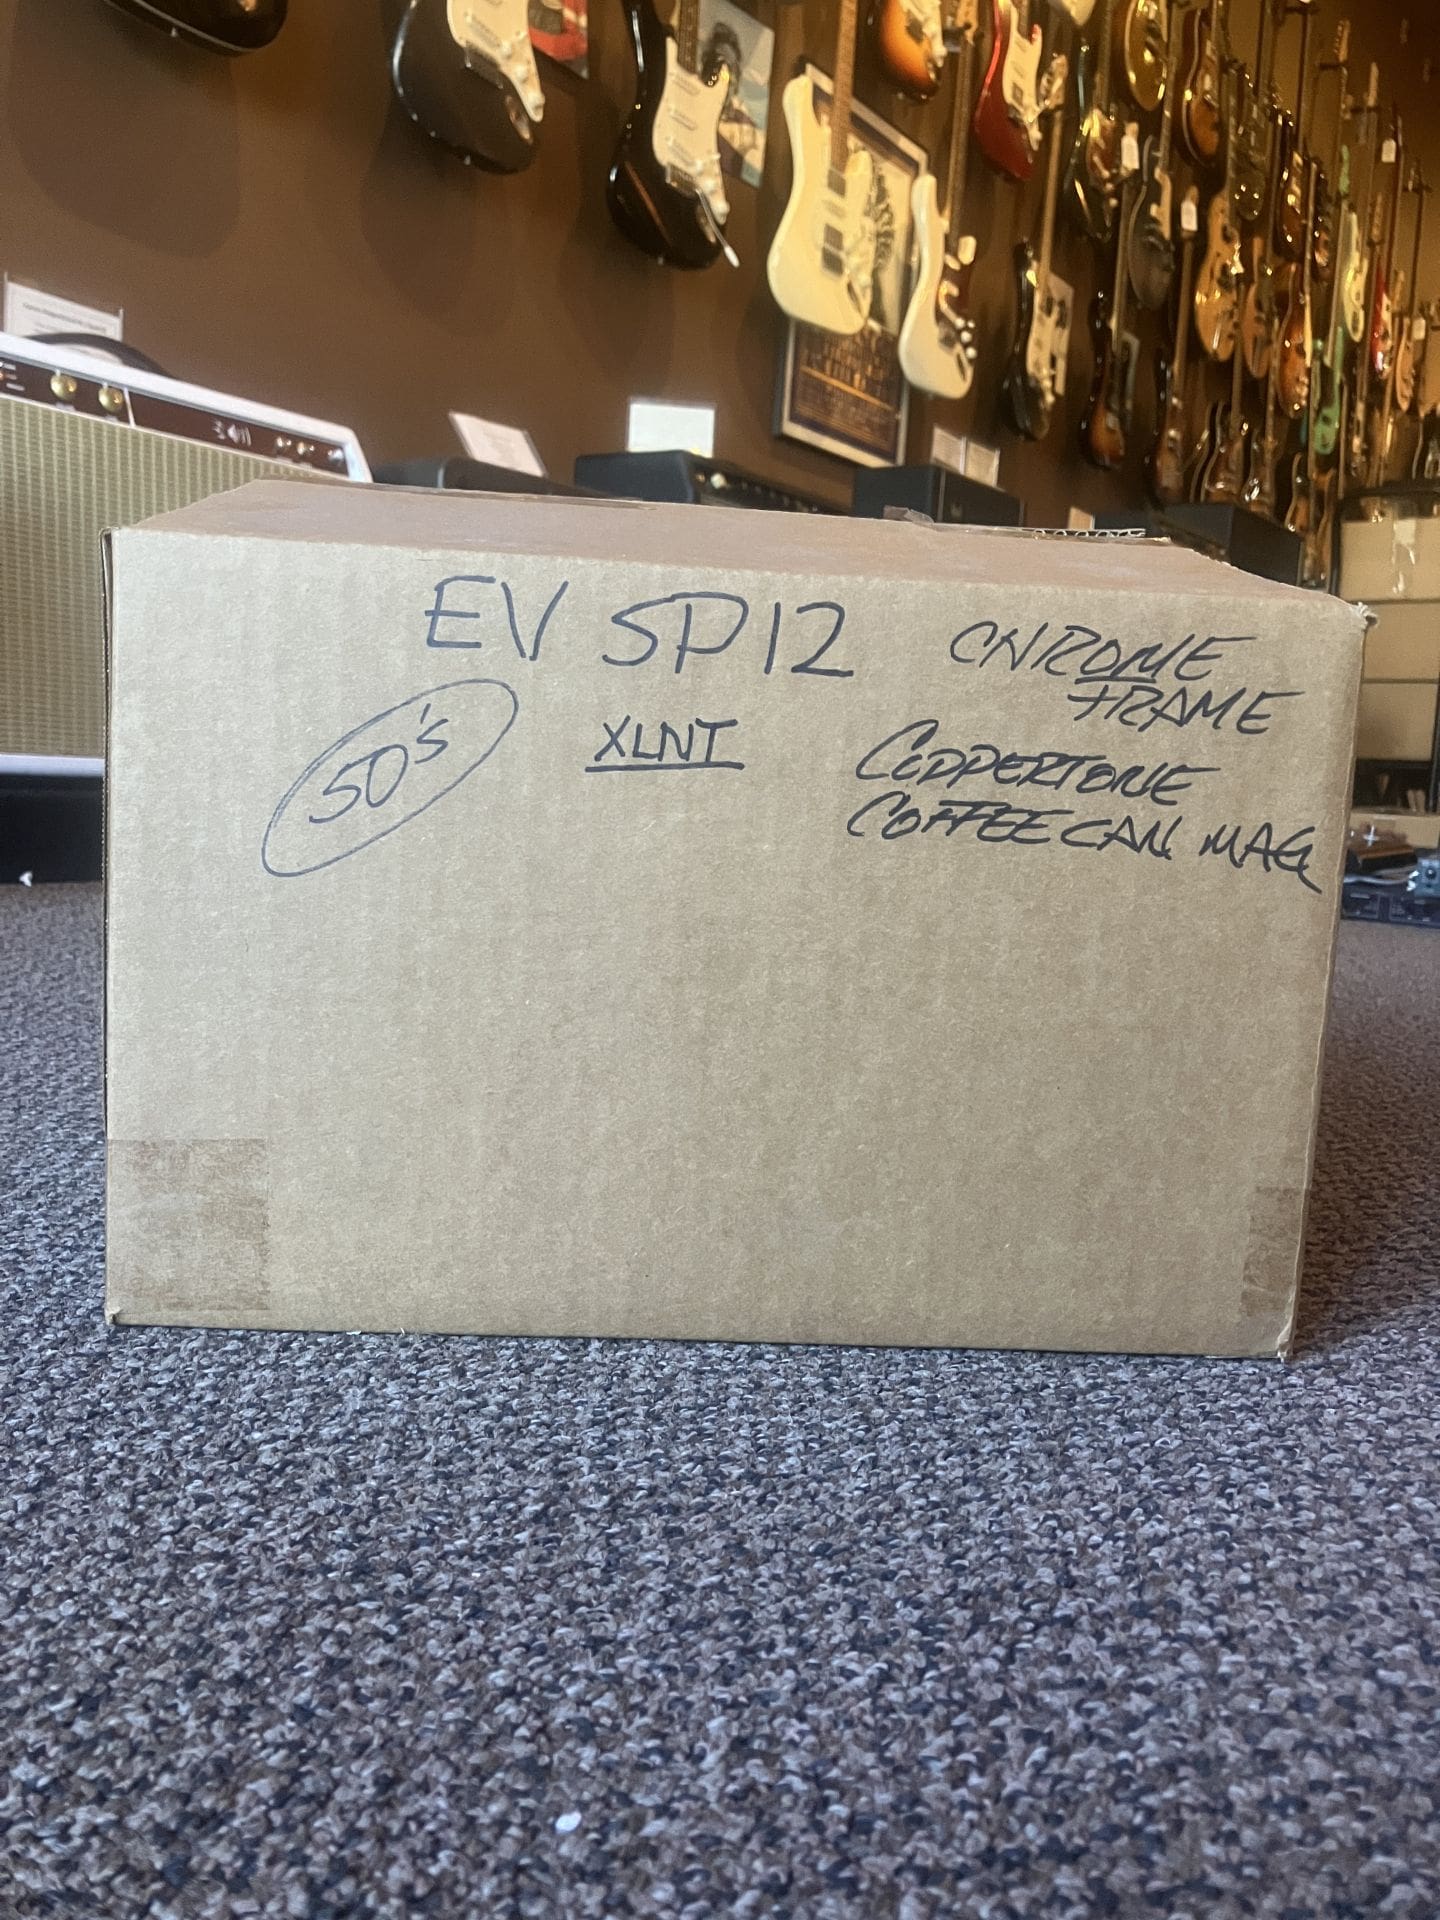 EV SP12
CHROME
FRAME
50's
XLNT
COPPERTONE
COFFEE CAN MAG